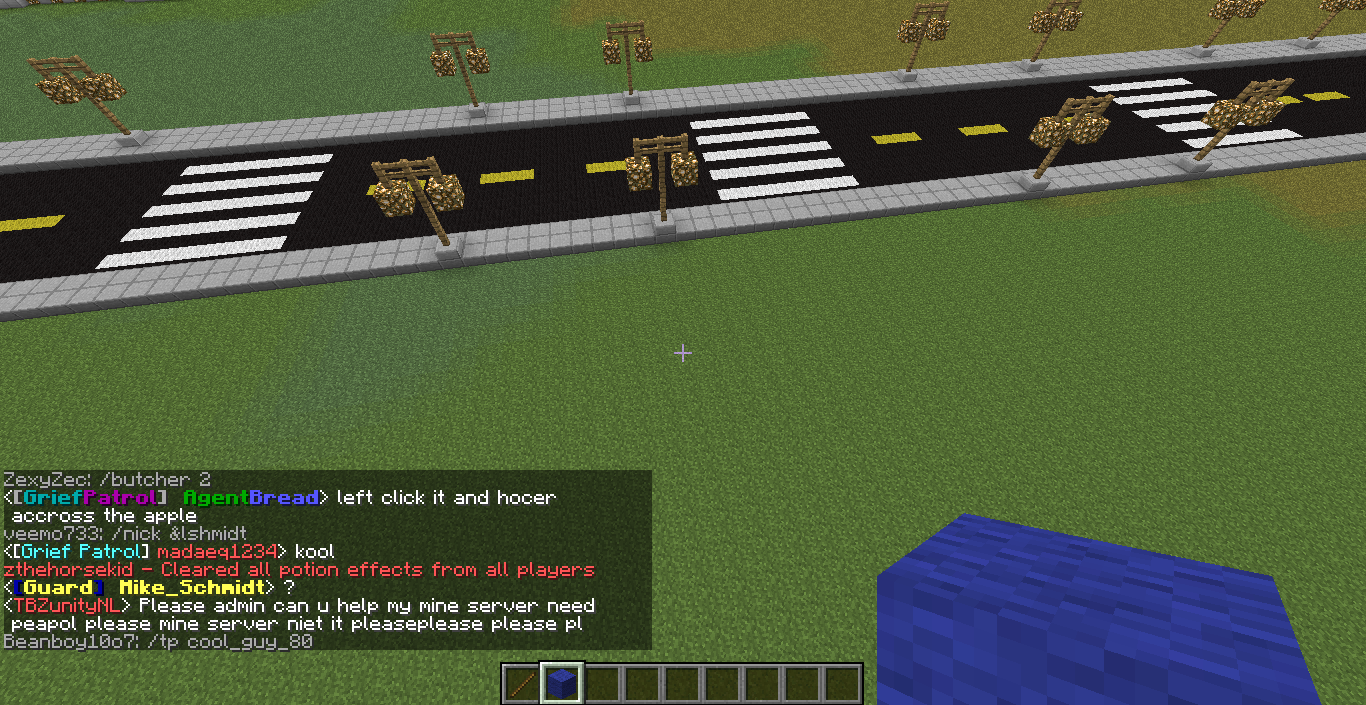 ZexyZec: /butcher 2
<[GriefPatrol] AgentBread> left click it and hocer
accross the apple
veemo733: /nick &lshmidt
<[Grief Patrol] madaeq1234> kool
zthehorsekid - Cleared all potion effects from all players
<[Guard] Mike_Schmidt> ?
<TBZunityNL> Please admin can u help my mine server need
peapol please mine server niet it pleaseplease please pl
Beanboy10o7: /tp cool_guy_80